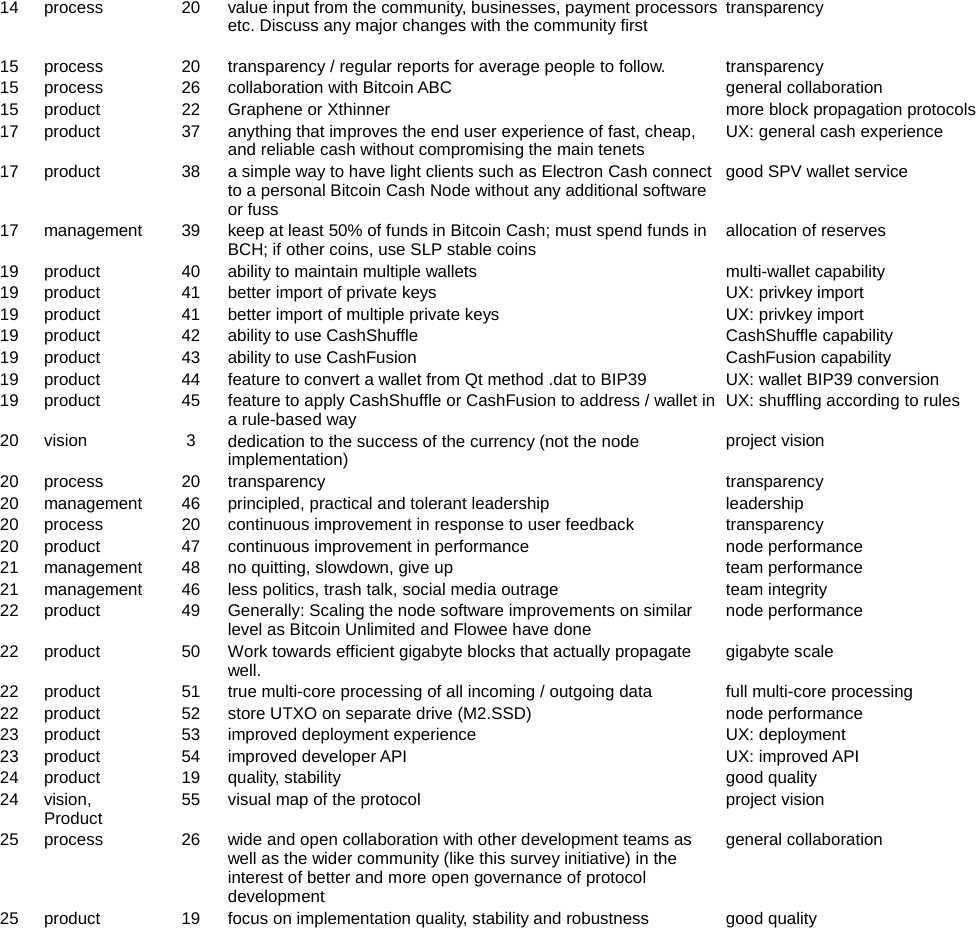 14 process 20 value input from the community, businesses, payment processors transparency
etc. Discuss any major changes with the community first
15 process 20 transparency / regular reports for average people to follow. transparency
15 process 26 collaboration with Bitcoin ABC general collaboration
15 product 22 Graphene or Xthinner more block propagation protocols
17 product 37 anything that improves the end user experience of fast, cheap, UX: general cash experience
and reliable cash without compromising the main tenets
17 product 38 a simple way to have light clients such as Electron Cash connect good SPV wallet service
to a personal Bitcoin Cash Node without any additional software
or fuss
17 management 39 keep at least 50% of funds in Bitcoin Cash; must spend funds in allocation of reserves
BCH; if other coins, use SLP stable coins
19 product 40 ability to maintain multiple wallets multi-wallet capability
19 product 41 better import of private keys UX: privkey import
19 product 41 better import of multiple private keys UX: privkey import
19 product 42 ability to use CashShuffle CashShuffle capability
19 product 43 ability to use CashFusion CashFusion capability
19 product 44 feature to convert a wallet from Qt method .dat to BIP39 UX: wallet BIP39 conversion
19 product 45 feature to apply CashShuffle or CashFusion to address / wallet in UX: shuffling according to rules
a rule-based way
20 vision 3 dedication to the success of the currency (not the node project vision
implementation)
20 process 20 transparency transparency
20 management 46 principled, practical and tolerant leadership leadership
20 process 20 continuous improvement in response to user feedback transparency
20 product 47 continuous improvement in performance node performance
21 management 48 no quitting, slowdown, give up team performance
21 management 46 less politics, trash talk, social media outrage team integrity
22 product 49 Generally: Scaling the node software improvements on similar node performance
level as Bitcoin Unlimited and Flowee have done
22 product 50 Work towards efficient gigabyte blocks that actually propagate gigabyte scale
well.
22 product 51 true multi-core processing of all incoming / outgoing data full multi-core processing
22 product 52 store UTXO on separate drive (M2.SSD) node performance
23 product 53 improved deployment experience UX: deployment
23 product 54 improved developer API UX: improved API
24 product 19 quality, stability good quality
24 vision, 55 visual map of the protocol project vision
Product
25 process 26 wide and open collaboration with other development teams as general collaboration
well as the wider community (like this survey initiative) in the
interest of better and more open governance of protocol
development
25 product 19 focus on implementation quality, stability and robustness good quality